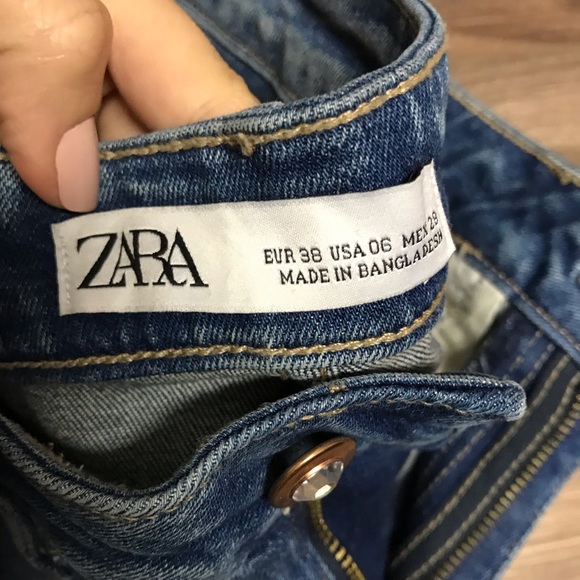 ZARA
EUR 38 USA 06 MEX 28
MADE IN BANGLADESH